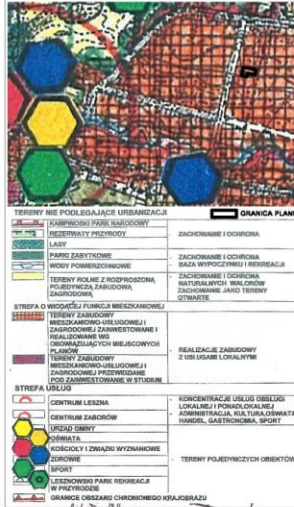 TERENY NIE PODLEGAJĄCE URBANIZACJI
GRANICA PLANU
KAMPINOSKI PARK NARODOWY
REZERWATY PRZYRODY
- ZACHOWANIE I OCHRONA
LASY
PARKI ZABYTKOWE
- ZACHOWANIE I OCHRONA
WODY POWIERZCHNIOWE
- BAZA WYPOCZYNKU I REKREACJI
TERENY ROLNE Z ROZPROSZONĄ
POJEDYNCZĄ ZABUDOWĄ
ZAGRODOWĄ
- ZACHOWANIE I OCHRONA
NATURALNYCH WALORÓW
ZACHOWANIE JAKO TERENY
OTWARTE
STREFA O WIODĄCEJ FUNKCJI MIESZKANIOWEJ
TERENY ZABUDOWY
MIESZKANIOWO-USŁUGOWEJ I
ZAGRODOWEJ ZAINWESTOWANE I
REALIZOWANE WG
OBOWIĄZUJĄCYCH MIEJSCOWYCH
PLANÓW
TERENY ZABUDOWY
MIESZKANIOWO-USŁUGOWEJ I
ZAGRODOWEJ PRZEWIDZIANE
POD ZAINWESTOWANIE W STUDIUM
- REALIZACJE ZABUDOWY
Z USŁUGAMI LOKALNYMI
STREFA USŁUG
CENTRUM LESZNA
CENTRUM ZABORÓW
- KONCENTRACJE USŁUG OBSŁUGI
LOKALNEJ I PONADLOKALNEJ
- ADMINISTRACJA, KULTURA, OŚWIATA
HANDEL, GASTRONOMIA, SPORT
URZĄD GMINY
OŚWIATA
KOŚCIOŁY I ZWIĄZKI WYZNANIOWE
ZDROWIE
- TERENY POJEDYNCZYCH OBIEKTÓW
SPORT
LESZNOWSKI PARK REKREACJI
W PRZYRODZIE
GRANICE OBSZARU CHRONIONEGO KRAJOBRAZU